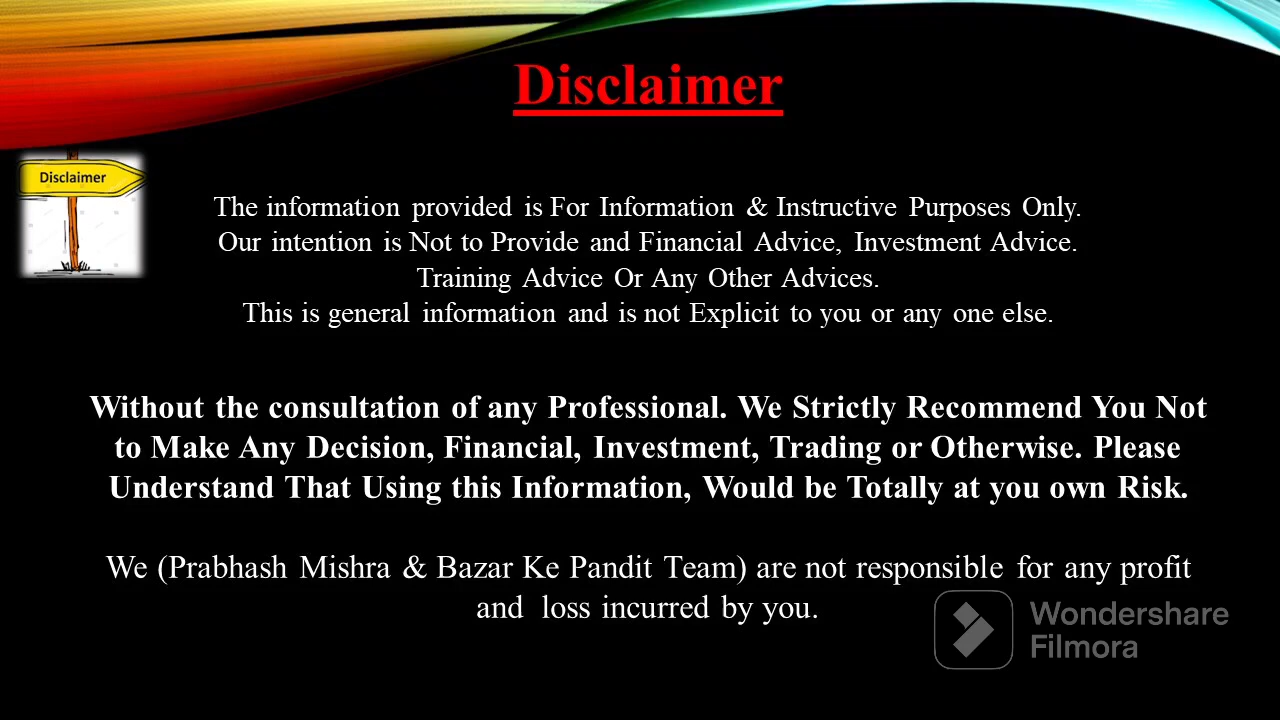 Disclaimer
Disclaimer
The information provided is For Information & Instructive Purposes Only.
Our intention is Not to Provide and Financial Advice, Investment Advice.
Training Advice Or Any Other Advices.
This is general information and is not Explicit to you or any one else.
Without the consultation of any Professional. We Strictly Recommend You Not
to Make Any Decision, Financial, Investment, Trading or Otherwise. Please
Understand That Using this Information, Would be Totally at you own Risk.
We (Prabhash Mishra & Bazar Ke Pandit Team) are not responsible for any profit
and loss incurred by you.
Wondershare
Filmora